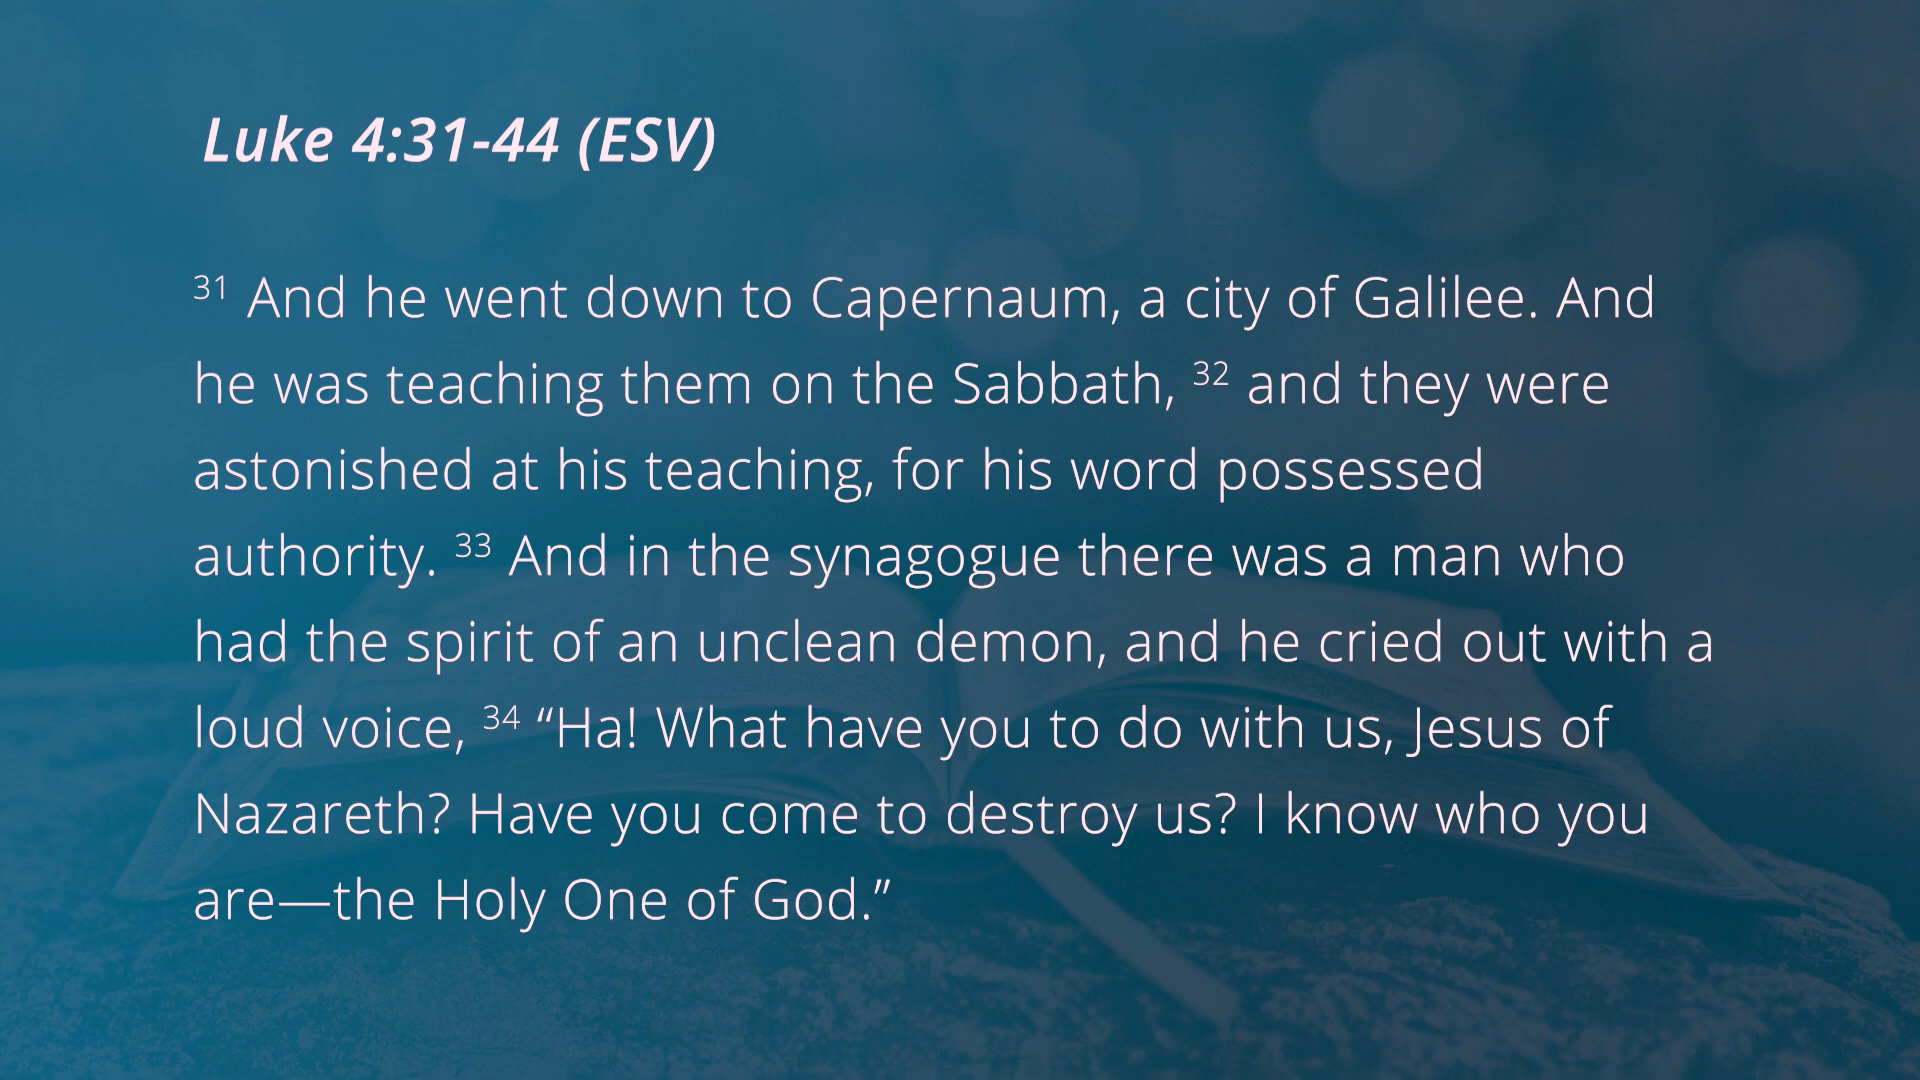 Luke 4:31-44 (ESV)
31 And he went down to Capernaum, a city of Galilee. And
he was teaching them on the Sabbath, 32 and they were
astonished at his teaching, for his word possessed
authority. 33 And in the synagogue there was a man who
had the spirit of an unclean demon, and he cried out with a
loud voice, 34 “Ha! What have you to do with us, Jesus of
Nazareth? Have you come to destroy us? I know who you
are—the Holy One of God.”